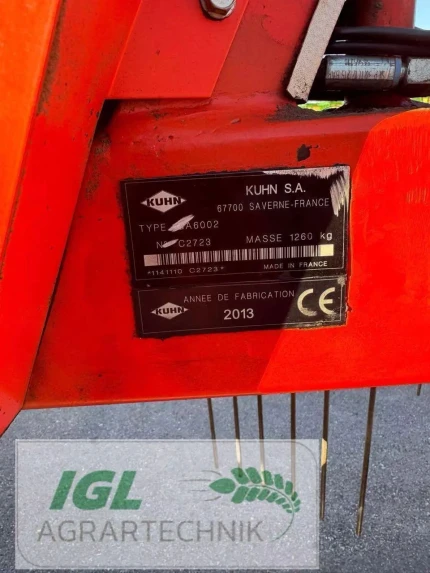 KUHN
KUHN S.A.
67700 SAVERNE-FRANCE
TYPE A6002
C2723 MASSE 1260 kg
*1141110 C2723*
MADE IN FRANCE
KUHN
ANNEE DE FABRICATION
2013
CE
IGL
AGRARTECHNIK